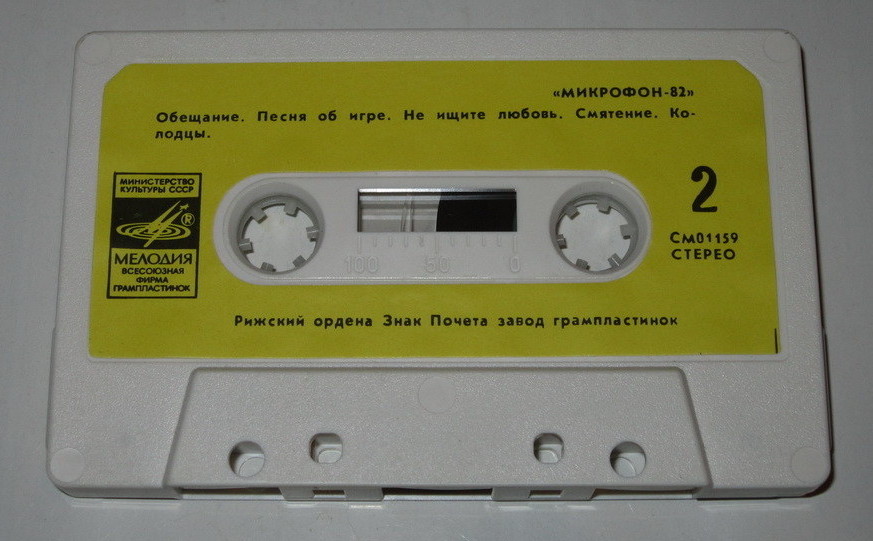 «МИКРОФОН-82»
Обещание. Песня об игре. Не ищите любовь. Смятение. Ко-
лодцы.
МИНИСТЕРСТВО
КУЛЬТУРЫ СССР
®
МЕЛОДИЯ
ВСЕСОЮЗНАЯ
ФИРМА
ГРАМПЛАСТИНОК
2
СМ01159
СТЕРЕО
100 50 0
Рижский ордена Знак Почета завод грампластинок